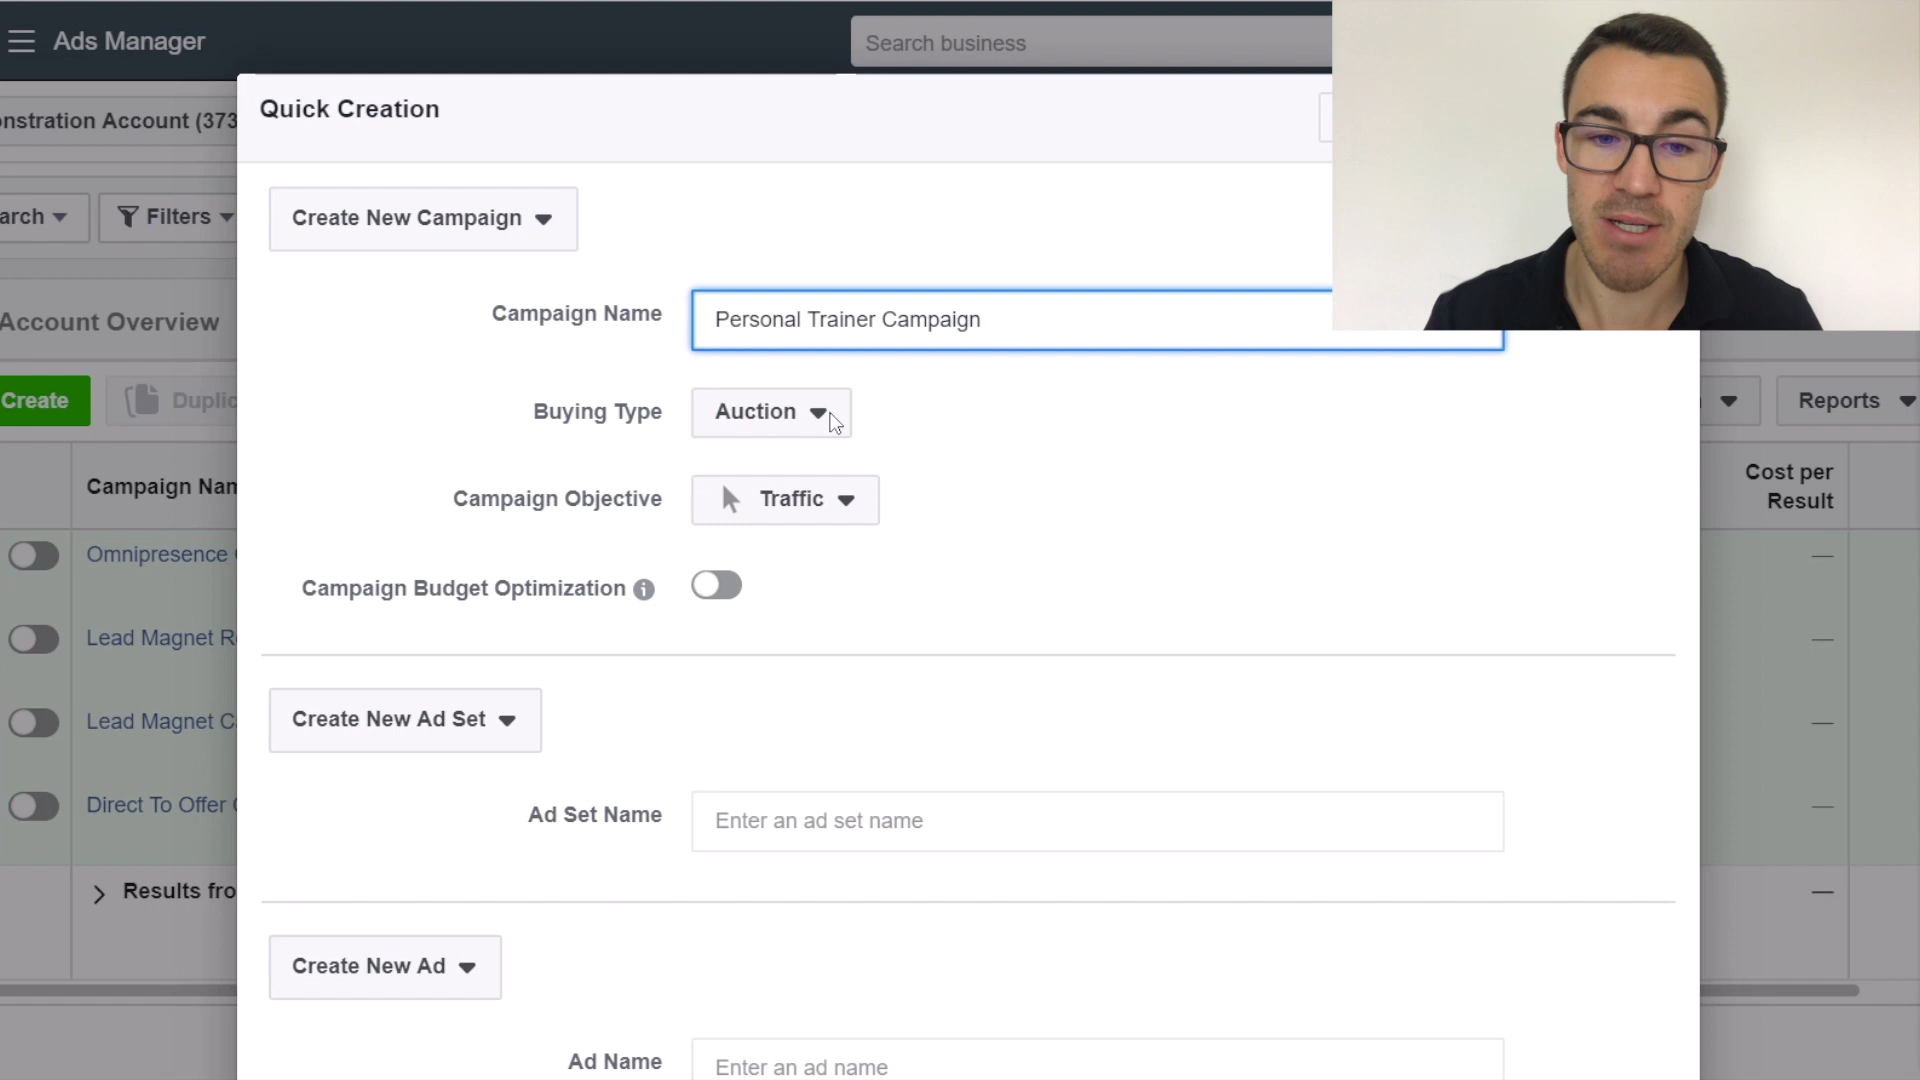 Ads Manager
Search business
onstration Account (373
Quick Creation
arch
Filters
Create New Campaign
Campaign Name
Personal Trainer Campaign
Account Overview
Buying Type
Auction
Create
Duplic
Reports
Campaign Nam
Cost per
Result
Campaign Objective
Traffic
Omnipresence
—
Campaign Budget Optimization
Lead Magnet R
—
Create New Ad Set
Lead Magnet C
—
Direct To Offer
—
Ad Set Name
Enter an ad set name
Results fro
—
Create New Ad
Ad Name
Enter an ad name